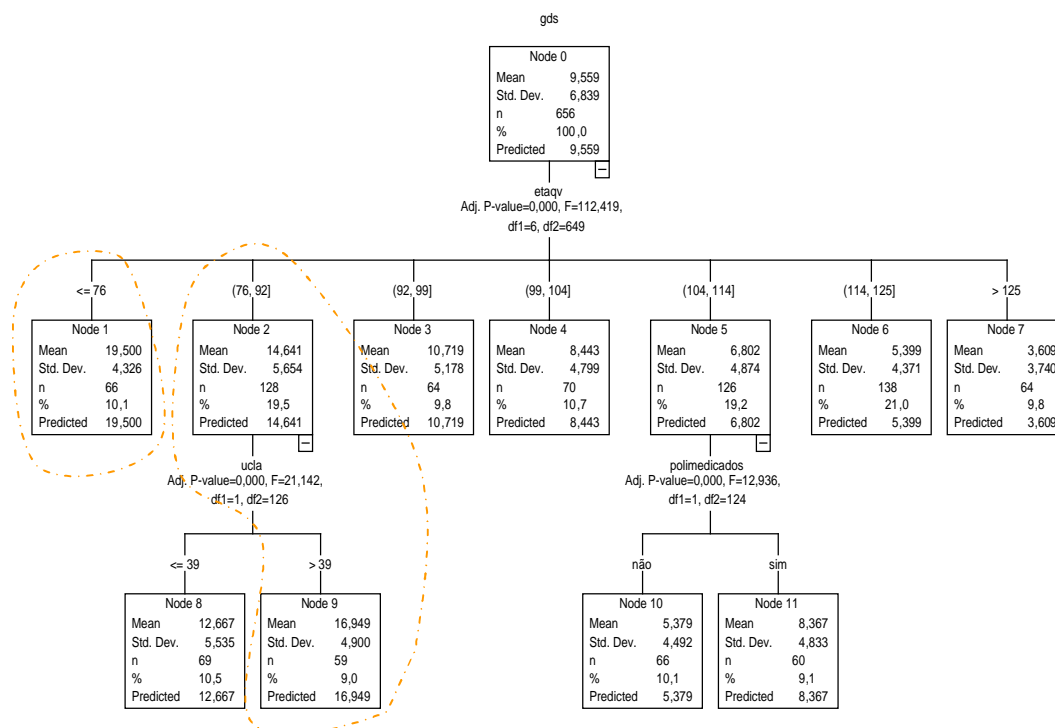 gds
Node 0
Mean 9,559
Std. Dev. 6,839
n 656
% 100,0
Predicted 9,559
etaqv
Adj. P-value=0,000, F=112,419,
df1=6, df2=649
<= 76
(76, 92]
(92, 99]
(99, 104]
(104, 114]
(114, 125]
> 125
Node 1
Mean 19,500
Std. Dev. 4,326
n 66
% 10,1
Predicted 19,500
Node 2
Mean 14,641
Std. Dev. 5,654
n 128
% 19,5
Predicted 14,641
Node 3
Mean 10,719
Std. Dev. 5,178
n 64
% 9,8
Predicted 10,719
Node 4
Mean 8,443
Std. Dev. 4,799
n 70
% 10,7
Predicted 8,443
Node 5
Mean 6,802
Std. Dev. 4,874
n 126
% 19,2
Predicted 6,802
Node 6
Mean 5,399
Std. Dev. 4,371
n 138
% 21,0
Predicted 5,399
Node 7
Mean 3,609
Std. Dev. 3,740
n 64
% 9,8
Predicted 3,609
ucla
Adj. P-value=0,000, F=21,142,
df1=1, df2=126
polimedicados
Adj. P-value=0,000, F=12,936,
df1=1, df2=124
<= 39
> 39
não
sim
Node 8
Mean 12,667
Std. Dev. 5,535
n 69
% 10,5
Predicted 12,667
Node 9
Mean 16,949
Std. Dev. 4,900
n 59
% 9,0
Predicted 16,949
Node 10
Mean 5,379
Std. Dev. 4,492
n 66
% 10,1
Predicted 5,379
Node 11
Mean 8,367
Std. Dev. 4,833
n 60
% 9,1
Predicted 8,367